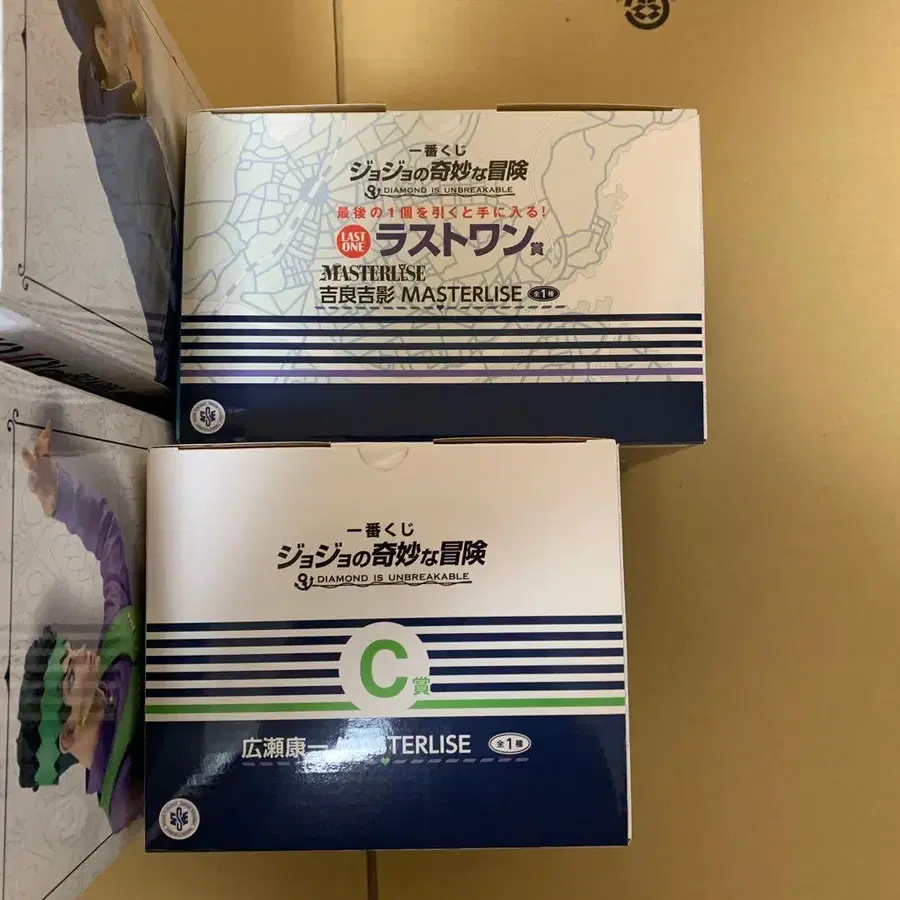 一番くじ
ジョジョの奇妙な冒険
DIAMOND IS UNBREAKABLE
最後の1個を引くと手に入る!
LAST ONE ラストワン賞
MASTERLISE
吉良吉影 MASTERLISE 全1種
一番くじ
ジョジョの奇妙な冒険
DIAMOND IS UNBREAKABLE
C賞
広瀬康一 MASTERLISE 全1種